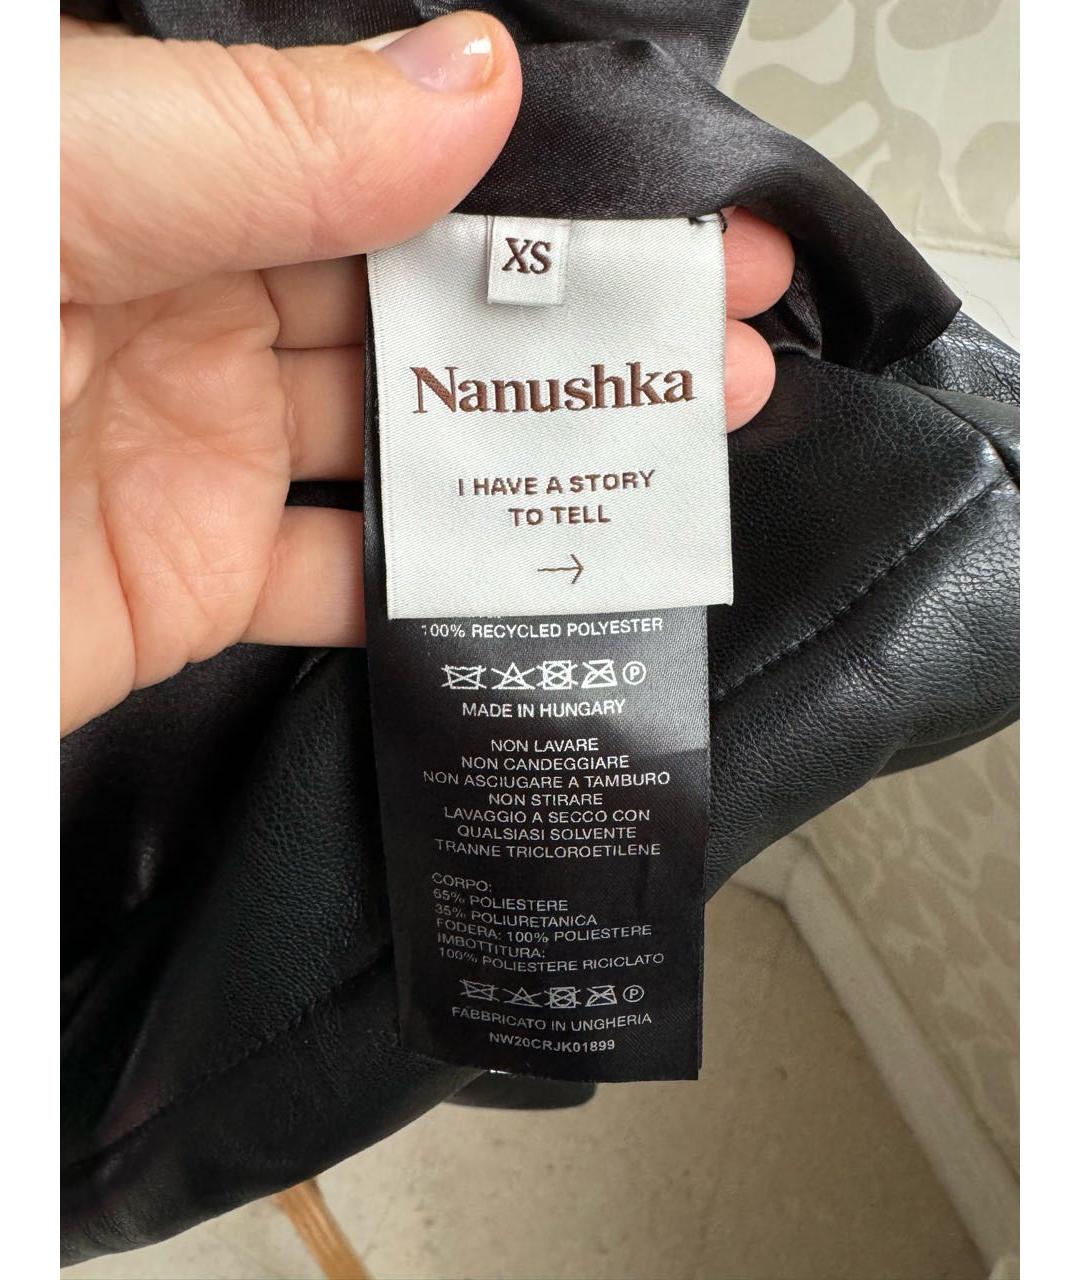 XS
Nanushka
I HAVE A STORY
TO TELL
100% RECYCLED POLYESTER
MADE IN HUNGARY
NON LAVARE
NON CANDEGGIARE
NON ASCIUGARE A TAMBURO
NON STIRARE
LAVAGGIO A SECCO CON
QUALSIASI SOLVENTE
TRANNE TRICLOROETILENE
CORPO:
65% POLIESTERE
35% POLIURETANICA
FODERA: 100% POLIESTERE
IMBOTTITURA:
100% POLIESTERE RICICLATO
FABBRICATO IN UNGHERIA
NW20CRJK01899